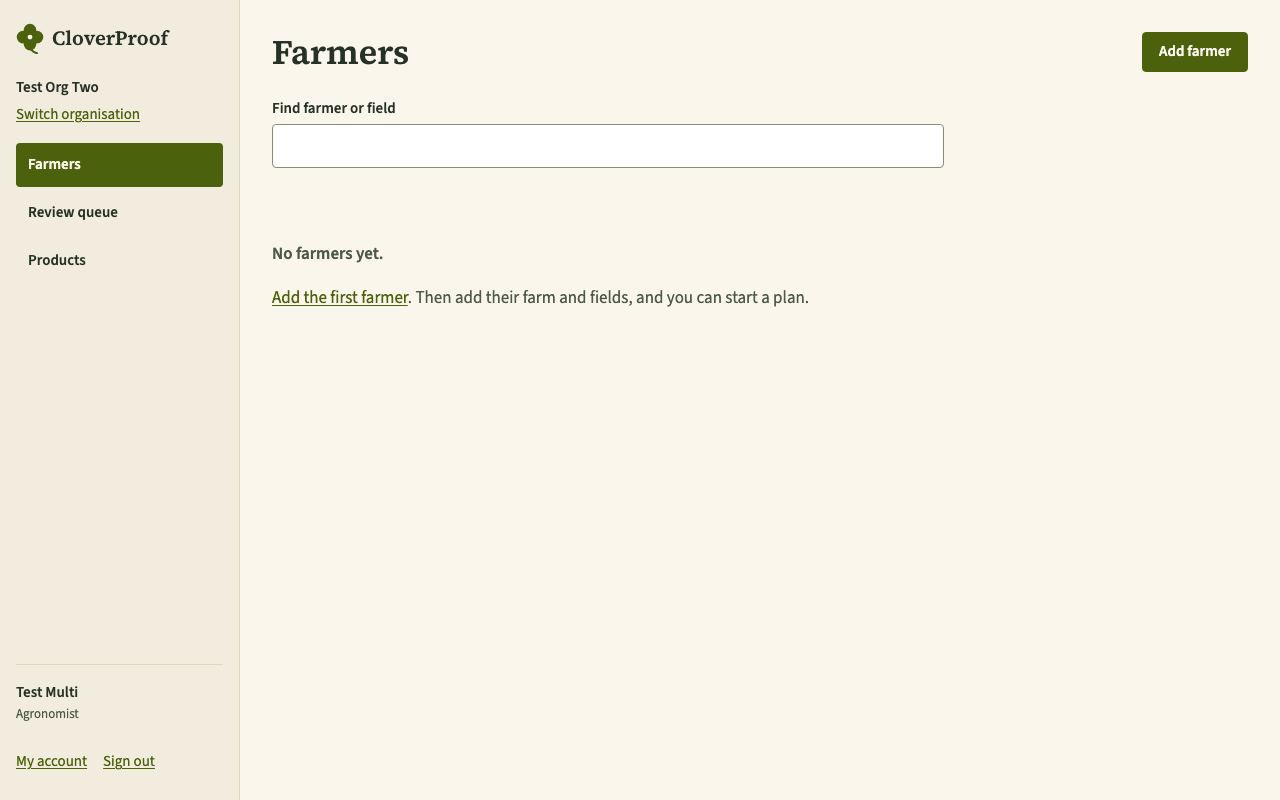 CloverProof
Test Org Two
Switch organisation
Farmers
Review queue
Products
Test Multi
Agronomist
My account Sign out
Farmers
Add farmer
Find farmer or field
No farmers yet.
Add the first farmer. Then add their farm and fields, and you can start a plan.